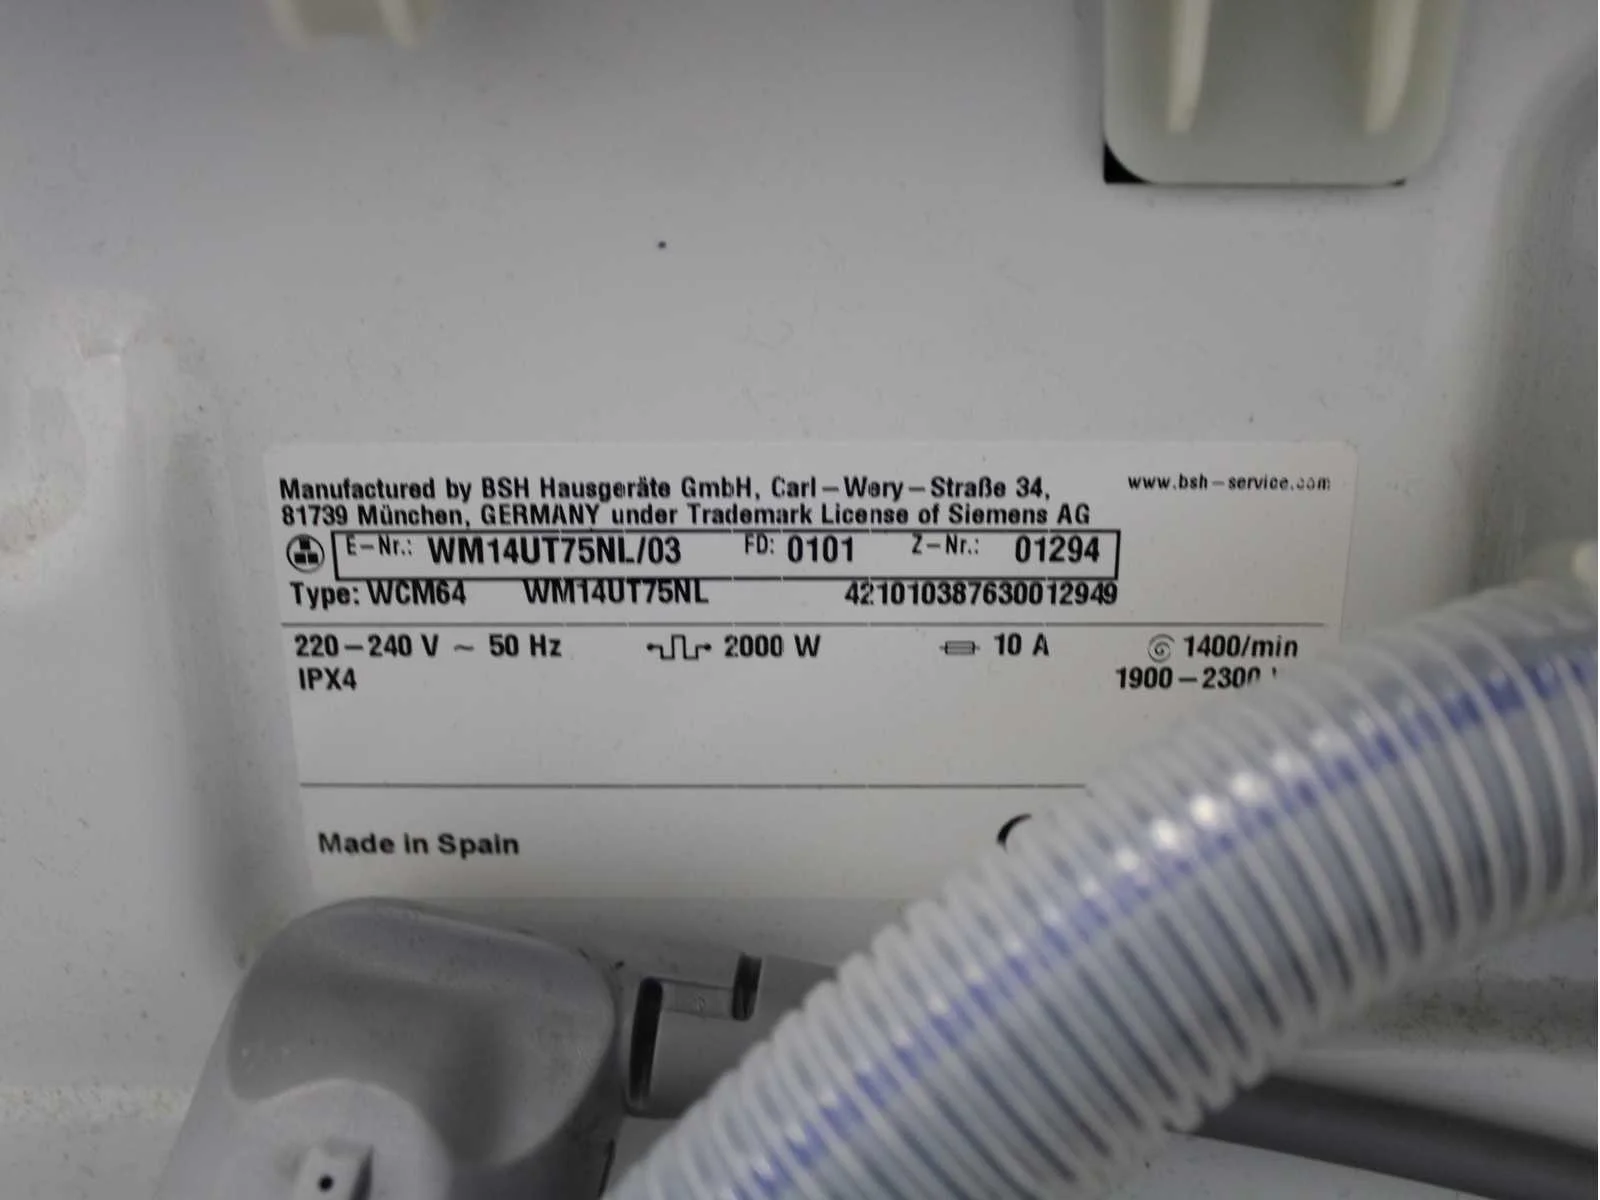 Manufactured by BSH Hausgeräte GmbH, Carl-Wery-Straße 34, www.bsh-service.com
81739 München, GERMANY under Trademark License of Siemens AG
E-Nr.: WM14UT75NL/03 FD: 0101 Z-Nr.: 01294
Type: WCM64 WM14UT75NL 421010387630012949
220-240 V ~ 50 Hz 2000 W 10 A 1400/min
IPX4 1900-2300
Made in Spain